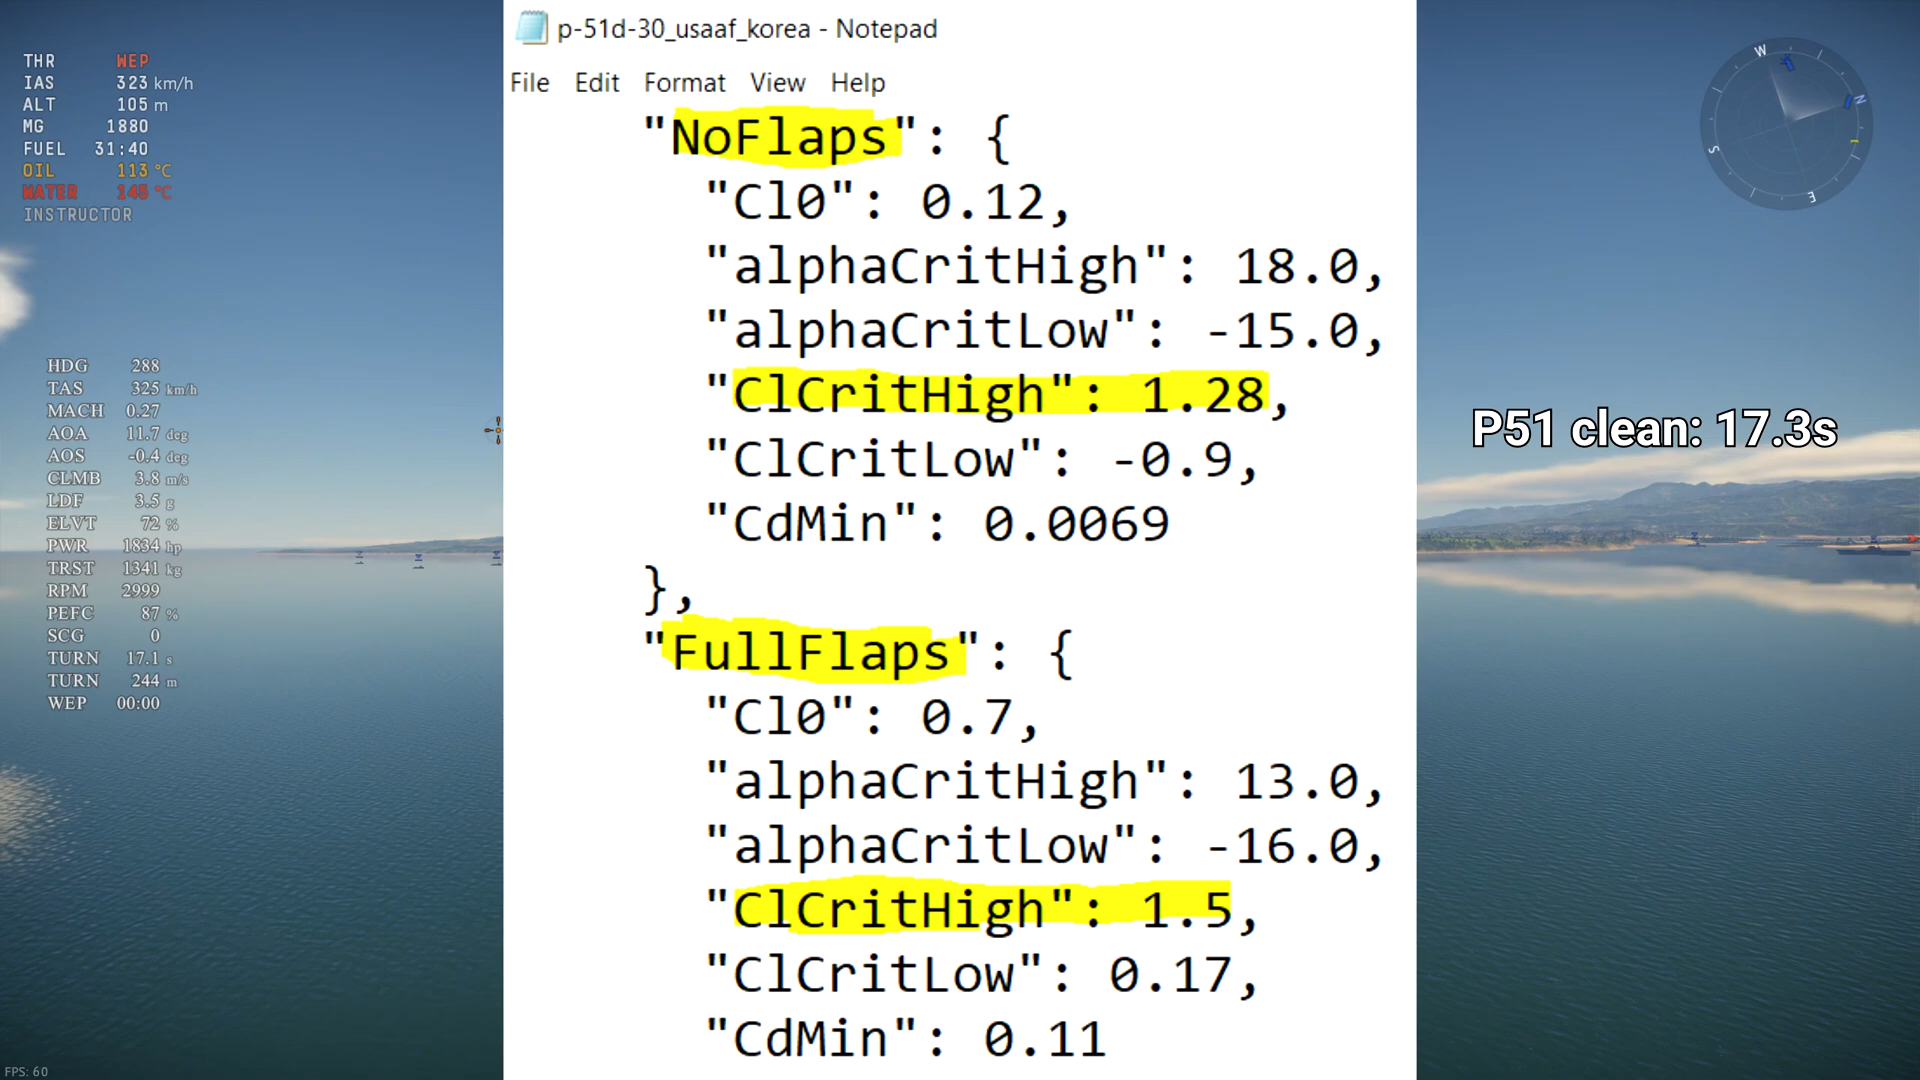 THR WEP
IAS 323 km/h
ALT 105 m
MG 1880
FUEL 31:40
OIL 113 °C
WATER 145 °C
INSTRUCTOR
HDG 288
TAS 325 km/h
MACH 0.27
AOA 11.7 deg
AOS -0.4 deg
CLMB 3.8 m/s
LDF 3.5 g
ELVT 72 %
PWR 1834 hp
TRST 1341 kg
RPM 2999
PEFC 87 %
SCG 0
TURN 17.1 s
TURN 244 m
WEP 00:00
FPS: 60
p-51d-30_usaaf_korea - Notepad
File Edit Format View Help
"NoFlaps": {
"Cl0": 0.12,
"alphaCritHigh": 18.0,
"alphaCritLow": -15.0,
"ClCritHigh": 1.28,
"ClCritLow": -0.9,
"CdMin": 0.0069
},
"FullFlaps": {
"Cl0": 0.7,
"alphaCritHigh": 13.0,
"alphaCritLow": -16.0,
"ClCritHigh": 1.5,
"ClCritLow": 0.17,
"CdMin": 0.11
W
N
S
E
P51 clean: 17.3s